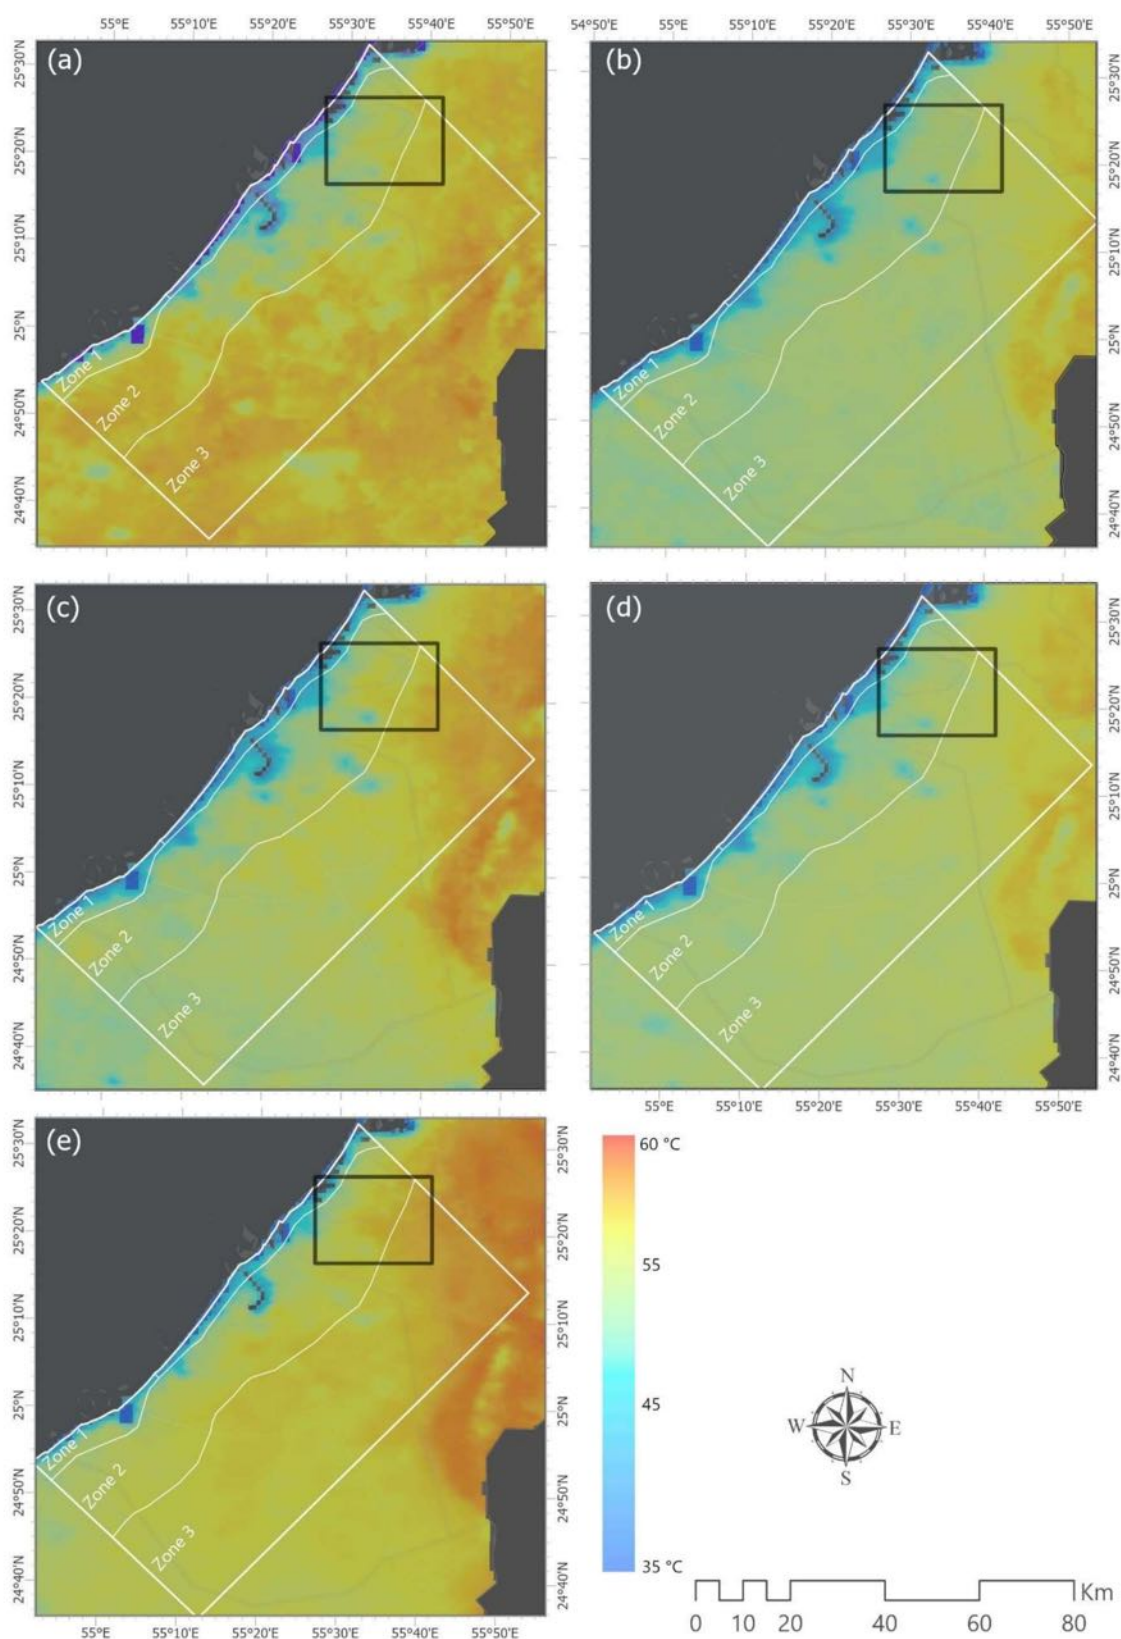 55°E 55°10'E 55°20'E 55°30'E 55°40'E 55°50'E
54°50'E 55°E 55°10'E 55°20'E 55°30'E 55°40'E 55°50'E
(a)
25°30'N
25°20'N
25°10'N
25°N
24°50'N
24°40'N
Zone 1
Zone 2
Zone 3
(b)
Zone 1
Zone 2
Zone 3
25°30'N
25°20'N
25°10'N
25°N
24°50'N
24°40'N
(c)
25°30'N
25°20'N
25°10'N
25°N
24°50'N
24°40'N
Zone 1
Zone 2
Zone 3
(d)
Zone 1
Zone 2
Zone 3
25°30'N
25°20'N
25°10'N
25°N
24°50'N
24°40'N
55°E 55°10'E 55°20'E 55°30'E 55°40'E 55°50'E
(e)
25°30'N
25°20'N
25°10'N
25°N
24°50'N
24°40'N
Zone 1
Zone 2
Zone 3
25°30'N
25°20'N
25°10'N
25°N
24°50'N
24°40'N
55°E 55°10'E 55°20'E 55°30'E 55°40'E 55°50'E
60 °C
55
45
35 °C
N
W E
S
Km
0 10 20 40 60 80